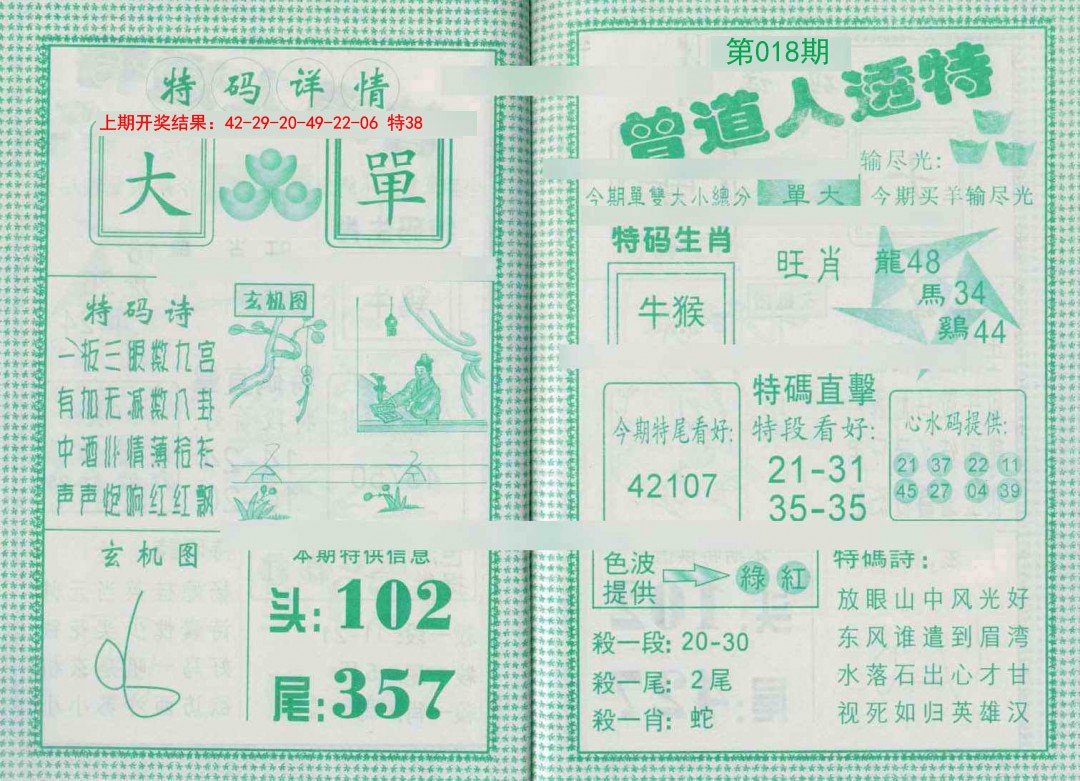 特码详情
上期开奖结果：42-29-20-49-22-06 特38
大
單
特码诗
一板三眼数九宫
有加无减数八卦
声声炮响红红飘
玄机图
玄机图
本期特供信息
头:102
尾:357
第018期
曾道人透特
输尽光:
今期單雙大小總分 單大
今期买羊输尽光
特码生肖
牛猴
旺肖
龍48
馬34
鷄44
今期特尾看好:
42107
特碼直擊
特段看好:
21-31
35-35
心水码提供:
21 37 22 11
45 27 04 39
色波
提供
綠 紅
殺一段: 20-30
殺一尾: 2尾
殺一肖: 蛇
特碼詩:
放眼山中风光好
东风谁遣到眉湾
水落石出心才甘
视死如归英雄汉